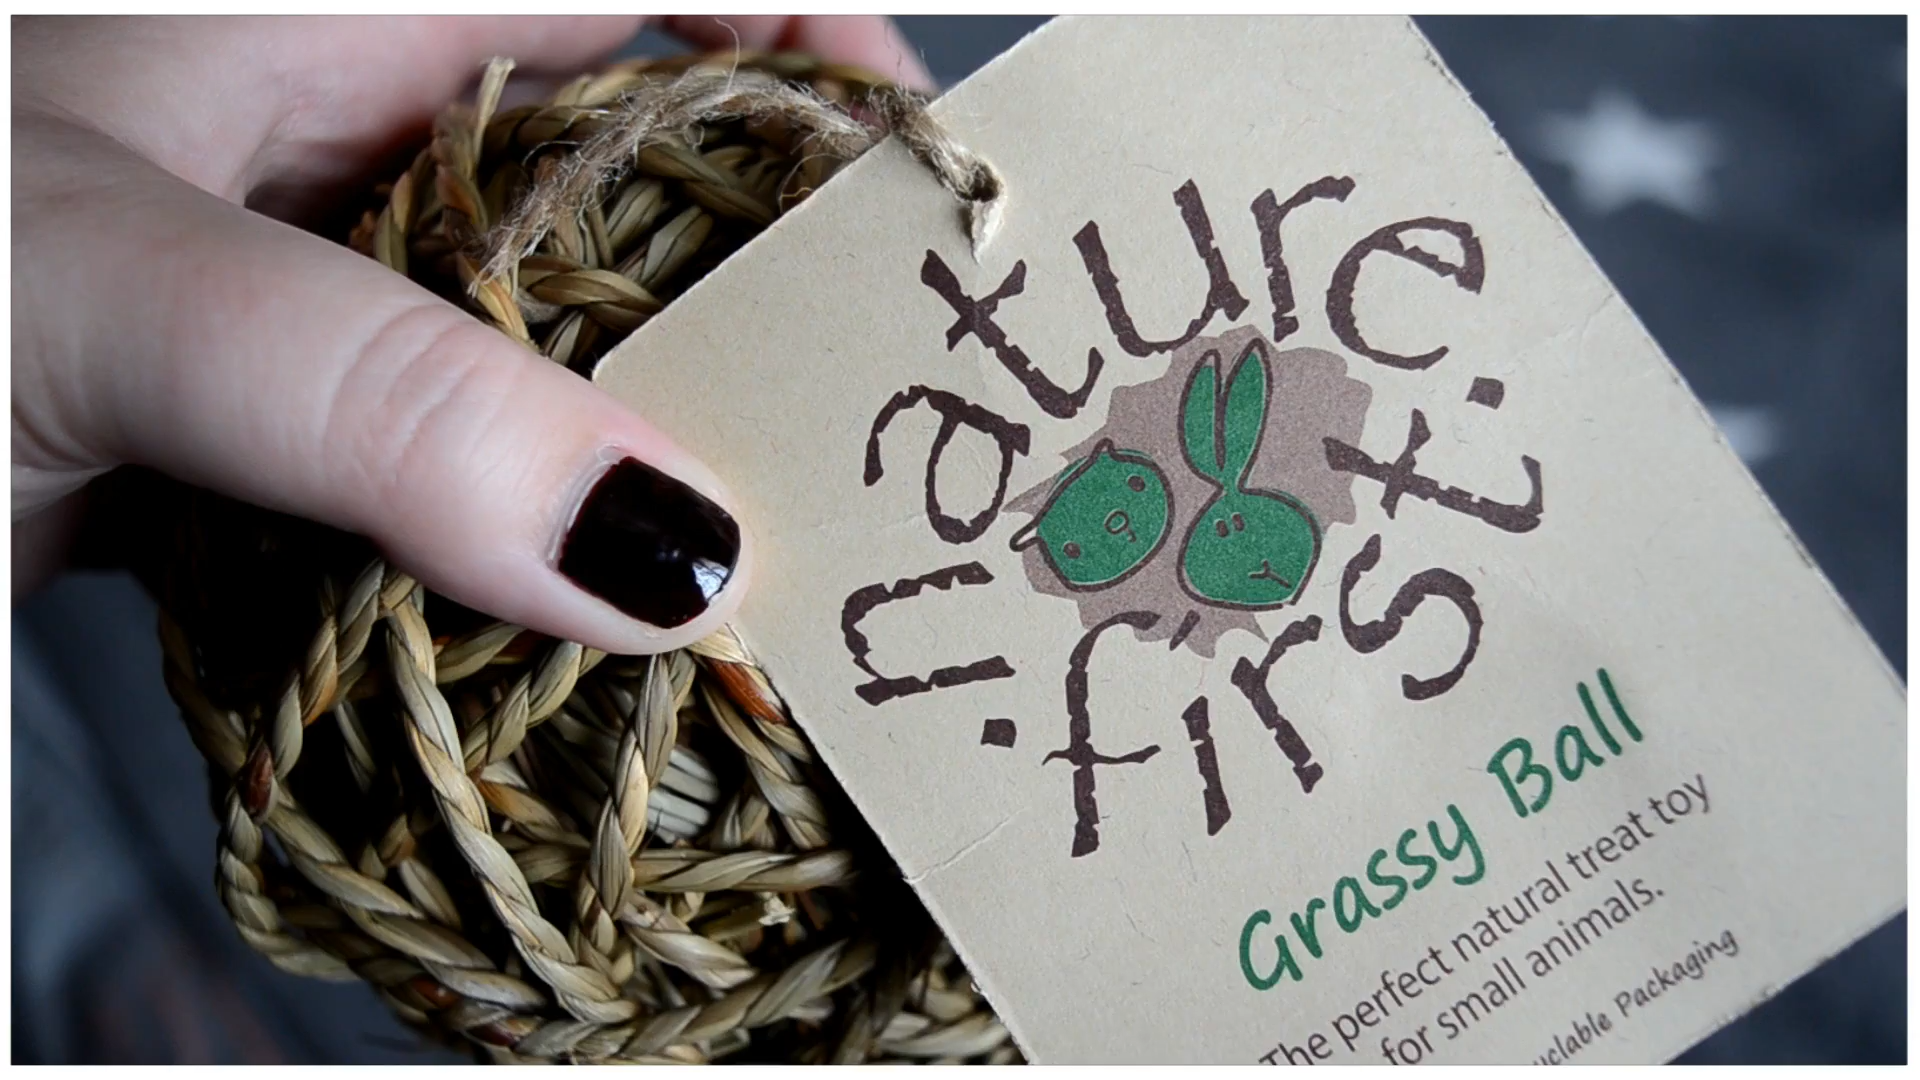 nature
first
Grassy Ball
The perfect natural treat toy
for small animals.
Packaging